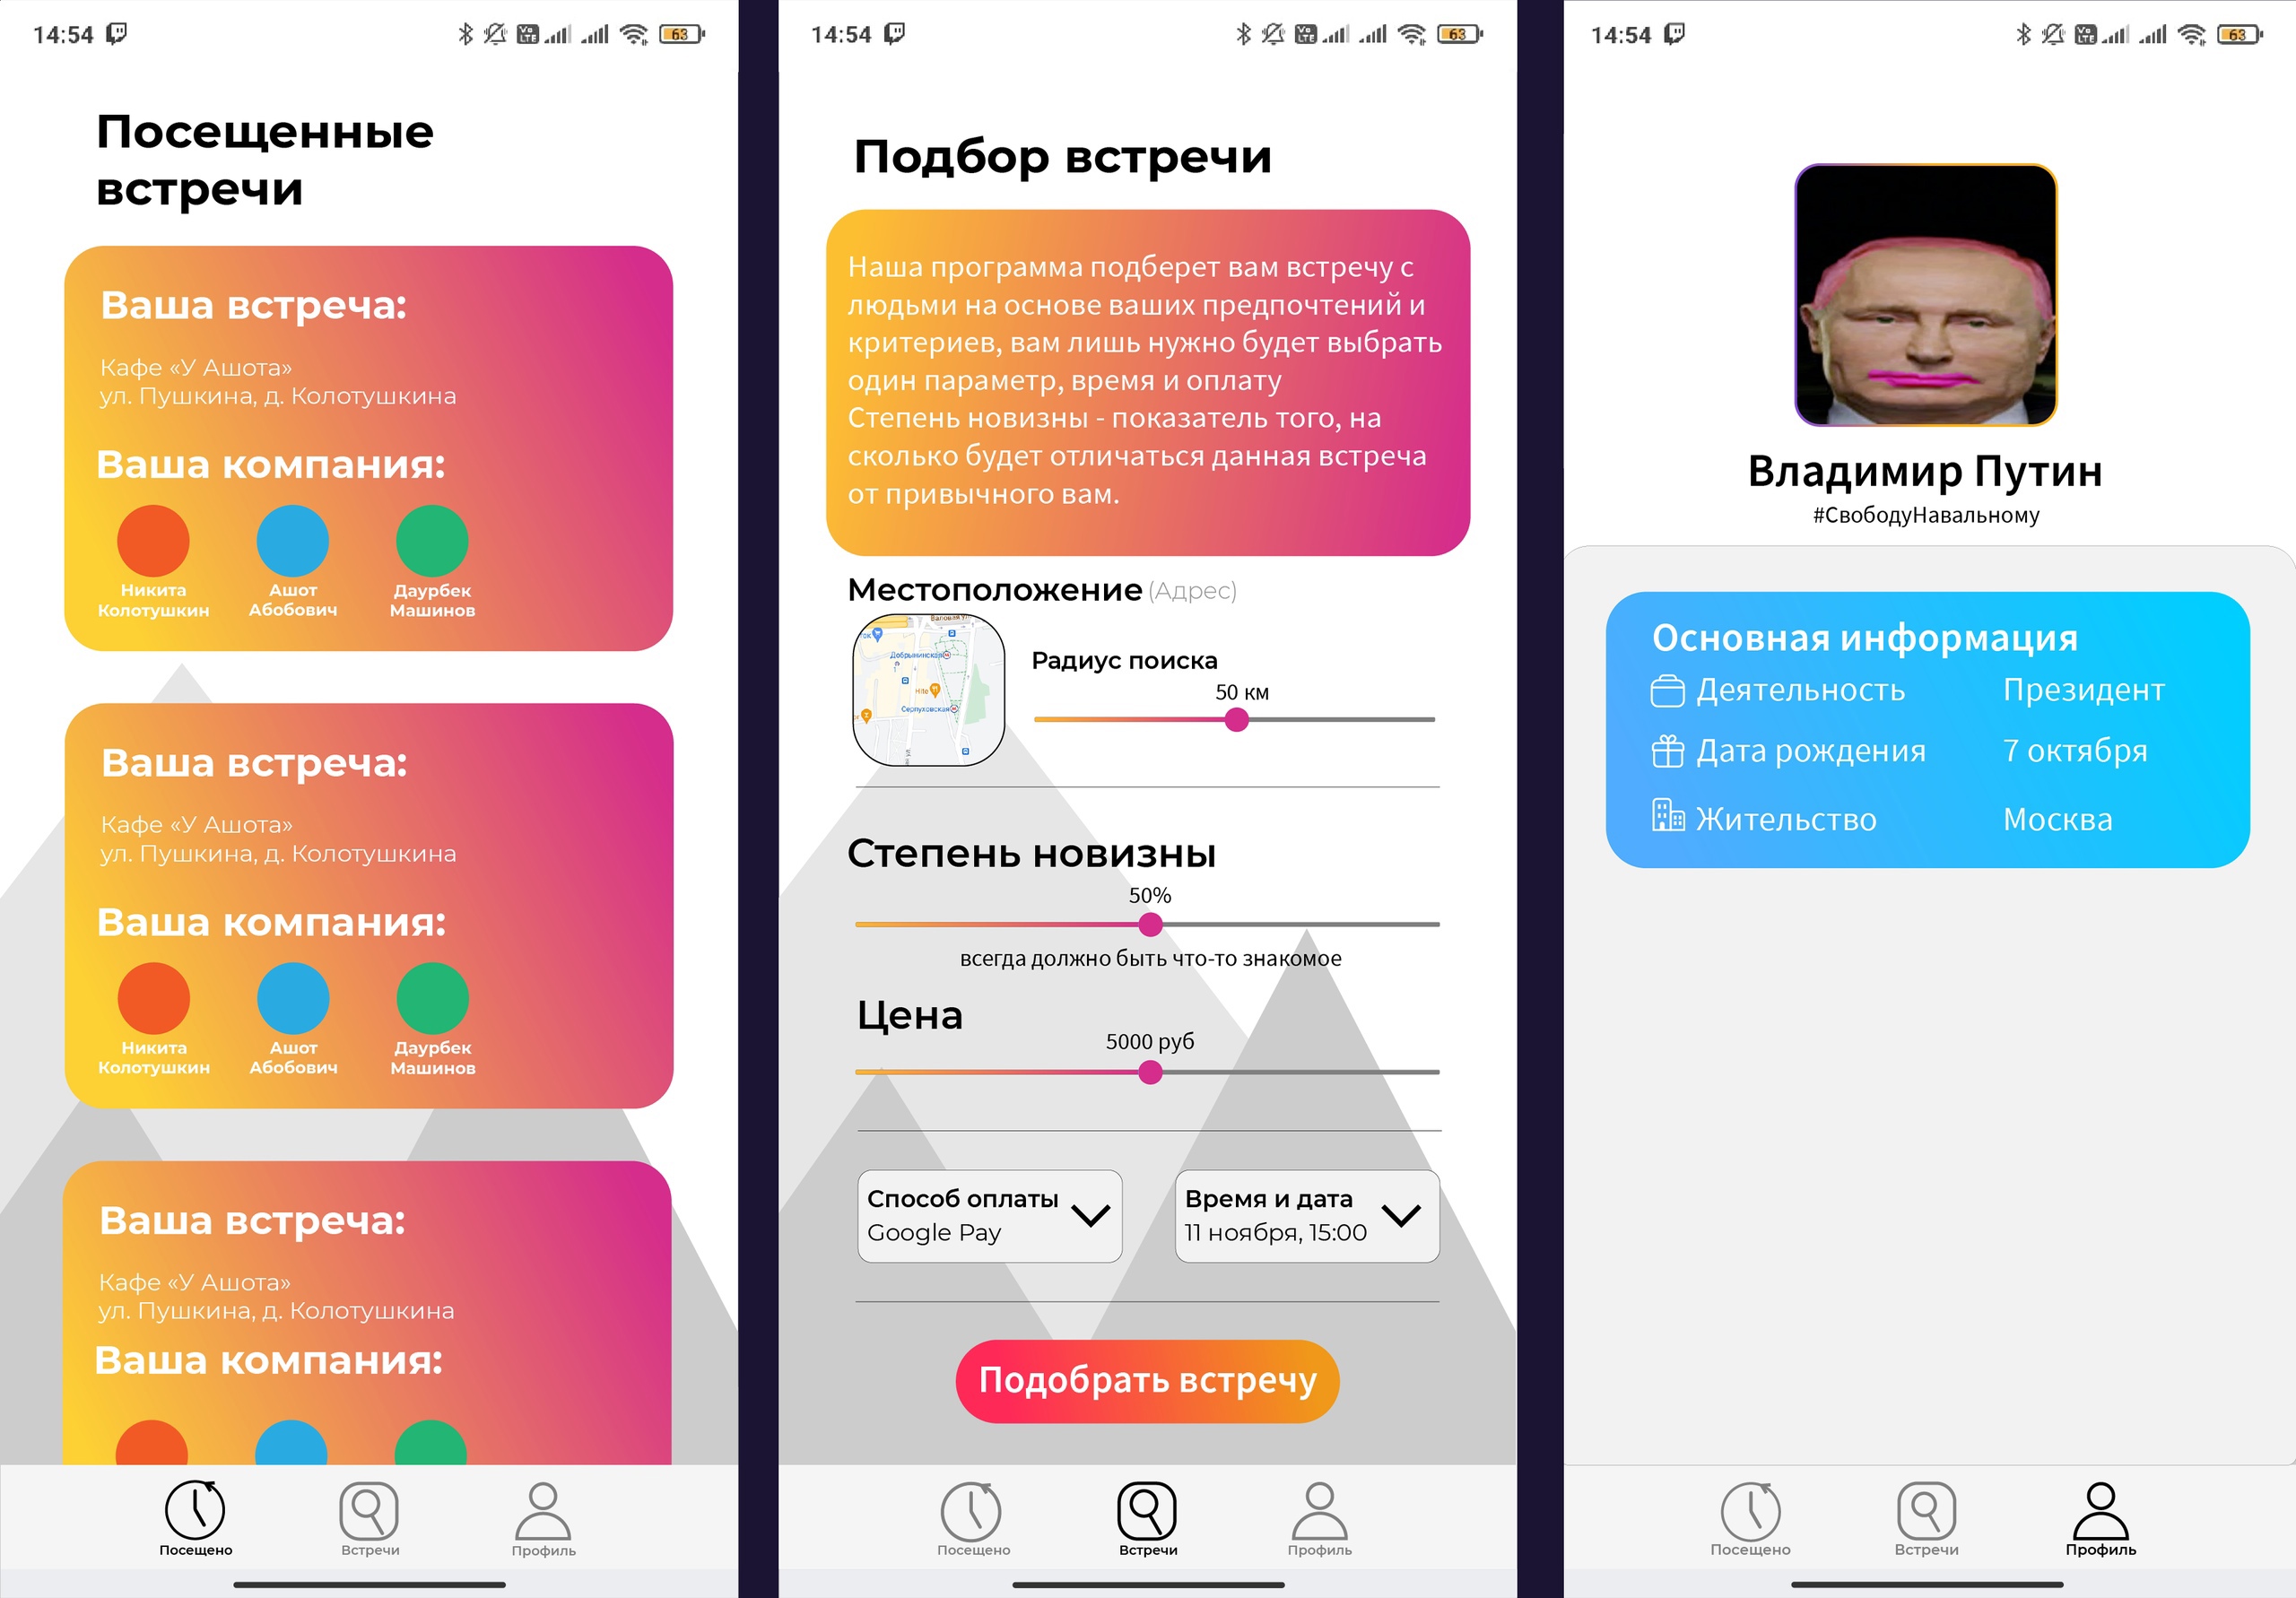 14:54
63
Посещенные
встречи
Ваша встреча:
Кафе «У Ашота»
ул. Пушкина, д. Колотушкина
Ваша компания:
Никита Колотушкин
Ашот Абобович
Даурбек Машинов
Ваша встреча:
Кафе «У Ашота»
ул. Пушкина, д. Колотушкина
Ваша компания:
Никита Колотушкин
Ашот Абобович
Даурбек Машинов
Ваша встреча:
Кафе «У Ашота»
ул. Пушкина, д. Колотушкина
Ваша компания:
Посещено
Встречи
Профиль
14:54
63
Подбор встречи
Наша программа подберет вам встречу с
людьми на основе ваших предпочтений и
критериев, вам лишь нужно будет выбрать
один параметр, время и оплату
Степень новизны - показатель того, на
сколько будет отличаться данная встреча
от привычного вам.
Местоположение (Адрес)
Добрынинская
Hite
Серпуховская
Радиус поиска
50 км
Степень новизны
50%
всегда должно быть что-то знакомое
Цена
5000 руб
Способ оплаты
Google Pay
Время и дата
11 ноября, 15:00
Подобрать встречу
Посещено
Встречи
Профиль
14:54
63
Владимир Путин
#СвободуНавальному
Основная информация
Деятельность Президент
Дата рождения 7 октября
Жительство Москва
Посещено
Встречи
Профиль